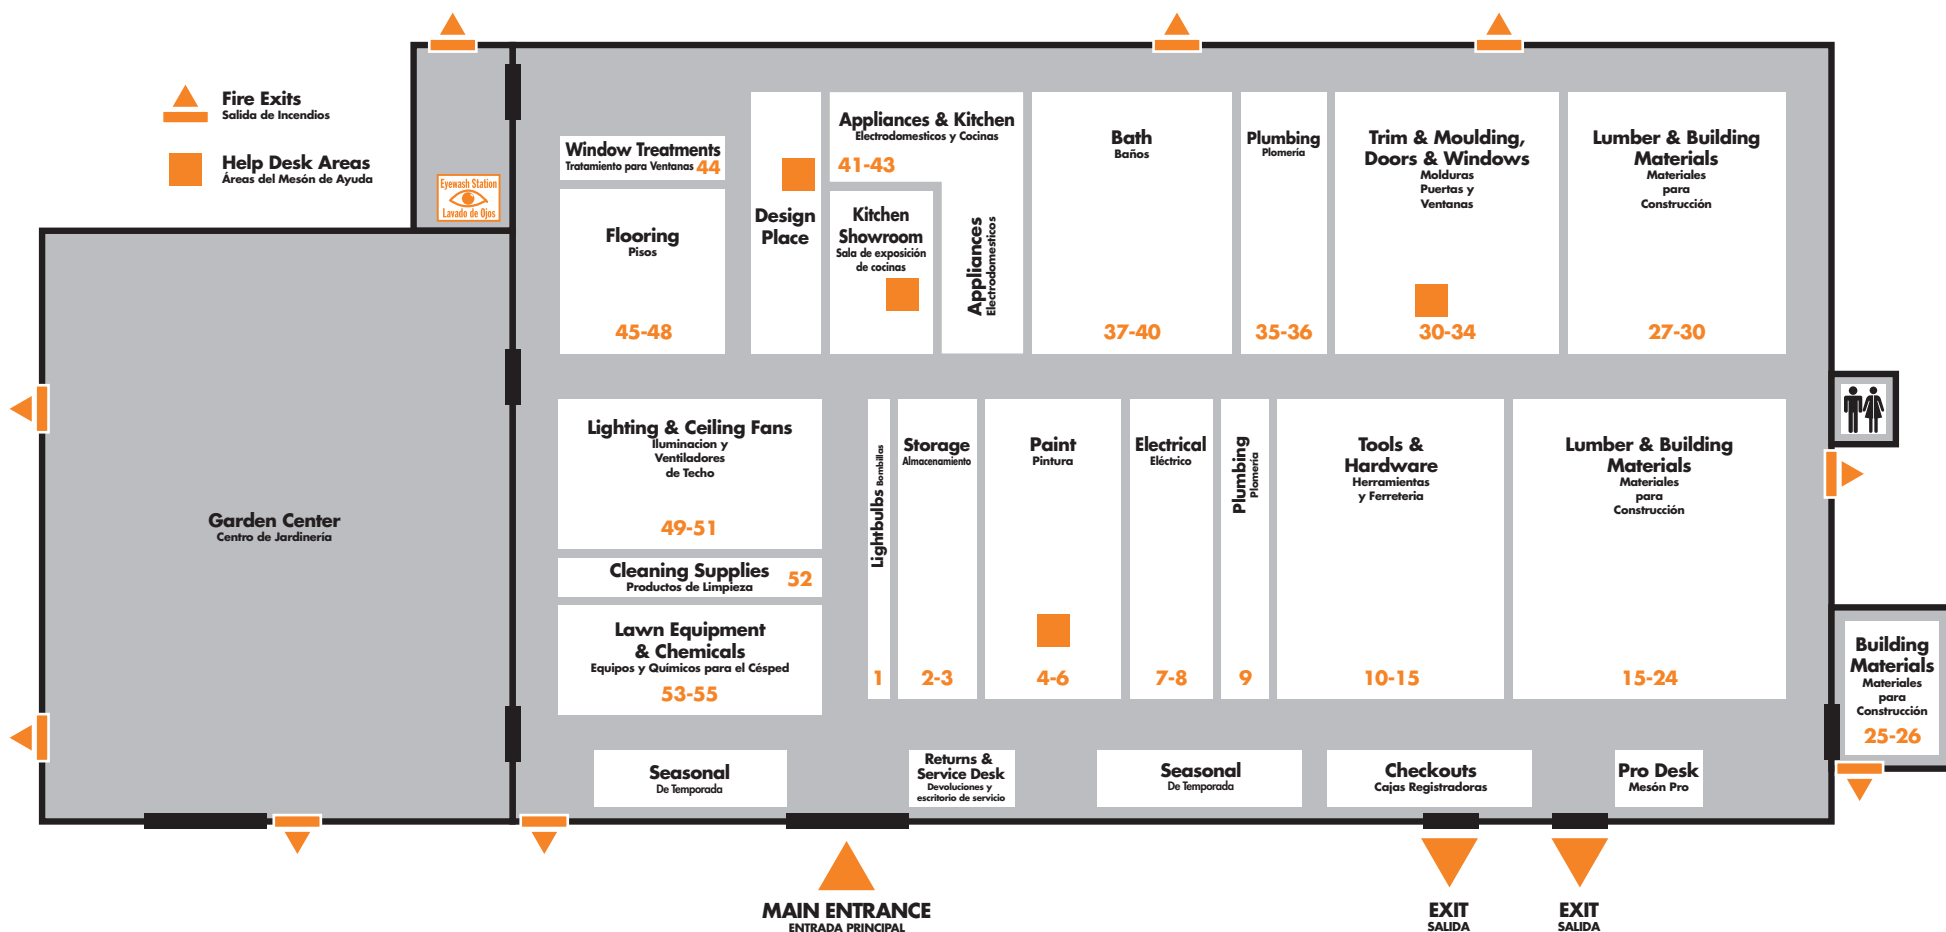 Fire Exits
Salida de Incendios
Help Desk Areas
Áreas del Mesón de Ayuda
Eyewash Station
Lavado de Ojos
Window Treatments
Tratamiento para Ventanas 44
Flooring
Pisos
45-48
Design
Place
Appliances & Kitchen
Electrodomesticos y Cocinas
41-43
Kitchen
Showroom
Sala de exposición
de cocinas
Appliances
Electrodomesticos
Bath
Baños
37-40
Plumbing
Plomería
35-36
Trim & Moulding,
Doors & Windows
Molduras
Puertas y
Ventanas
30-34
Lumber & Building
Materials
Materiales
para
Construcción
27-30
Garden Center
Centro de Jardinería
Lighting & Ceiling Fans
Iluminacion y
Ventiladores
de Techo
49-51
Cleaning Supplies
Productos de Limpieza
52
Lawn Equipment
& Chemicals
Equipos y Químicos para el Césped
53-55
Lightbulbs Bombillas
1
Storage
Almacenamiento
2-3
Paint
Pintura
4-6
Electrical
Eléctrico
7-8
Plumbing
Plomería
9
Tools &
Hardware
Herramientas
y Ferreteria
10-15
Lumber & Building
Materials
Materiales
para
Construcción
15-24
Building
Materials
Materiales
para
Construcción
25-26
Seasonal
De Temporada
Returns &
Service Desk
Devoluciones y
escritorio de servicio
Seasonal
De Temporada
Checkouts
Cajas Registradoras
Pro Desk
Mesón Pro
MAIN ENTRANCE
ENTRADA PRINCIPAL
EXIT
SALIDA
EXIT
SALIDA